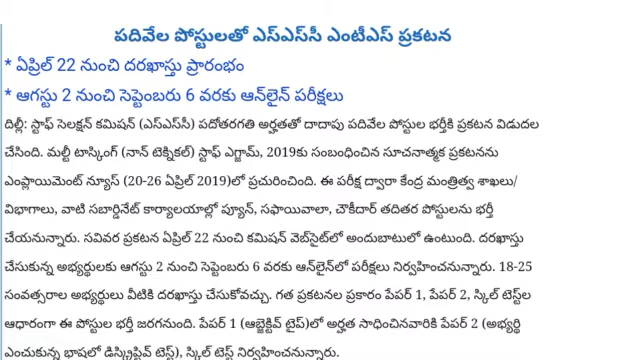 పదివేల పోస్టులతో ఎస్ఎస్‌సీ ఎంటీఎస్ ప్రకటన
* ఏప్రిల్ 22 నుంచి దరఖాస్తు ప్రారంభం
* ఆగస్టు 2 నుంచి సెప్టెంబరు 6 వరకు ఆన్‌లైన్ పరీక్షలు
దిల్లీ: స్టాఫ్ సెలక్షన్ కమిషన్ (ఎస్ఎస్‌సీ) పదోతరగతి అర్హతతో దాదాపు పదివేల పోస్టుల భర్తీకి ప్రకటన విడుదల
చేసింది. మల్టీ టాస్కింగ్ (నాన్ టెక్నికల్) స్టాఫ్ ఎగ్జామ్, 2019కు సంబంధించిన సూచనాత్మక ప్రకటనను
ఎంప్లాయిమెంట్ న్యూస్ (20-26 ఏప్రిల్ 2019)లో ప్రచురించింది. ఈ పరీక్ష ద్వారా కేంద్ర మంత్రిత్వ శాఖలు/
విభాగాలు, వాటి సబార్డినేట్ కార్యాలయాల్లో ప్యూన్, సఫాయివాలా, చౌకీదార్ తదితర పోస్టులను భర్తీ
చేయనున్నారు. సవివర ప్రకటన ఏప్రిల్ 22 నుంచి కమిషన్ వెబ్‌సైట్‌లో అందుబాటులో ఉంటుంది. దరఖాస్తు
చేసుకున్న అభ్యర్థులకు ఆగస్టు 2 నుంచి సెప్టెంబరు 6 వరకు ఆన్‌లైన్‌లో పరీక్షలు నిర్వహించనున్నారు. 18-25
సంవత్సరాల అభ్యర్థులు వీటికి దరఖాస్తు చేసుకోవచ్చు. గత ప్రకటనల ప్రకారం పేపర్ 1, పేపర్ 2, స్కిల్ టెస్ట్‌ల
ఆధారంగా ఈ పోస్టుల భర్తీ జరగనుంది. పేపర్ 1 (ఆబ్జెక్టివ్ టైప్)లో అర్హత సాధించినవారికి పేపర్ 2 (అభ్యర్థి
ఎంచుకున్న భాషలో డిస్క్రిప్టివ్ టెస్ట్), స్కిల్ టెస్ట్ నిర్వహించనున్నారు.